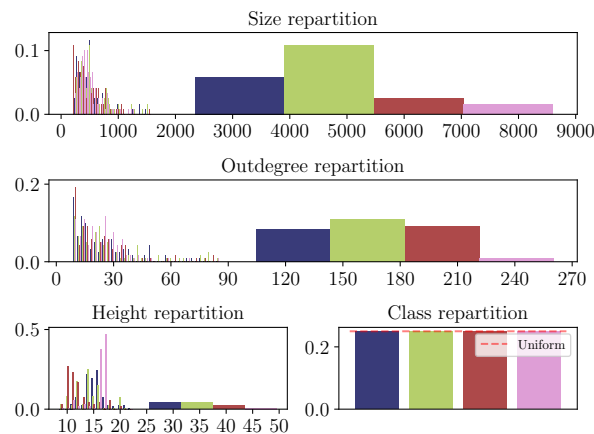 Size repartition
0.1
0.0
0 1000 2000 3000 4000 5000 6000 7000 8000 9000
Outdegree repartition
0.2
0.0
0 30 60 90 120 150 180 210 240 270
Height repartition
0.5
0.0
10 15 20 25 30 35 40 45 50
Class repartition
Uniform
0.2
0.0